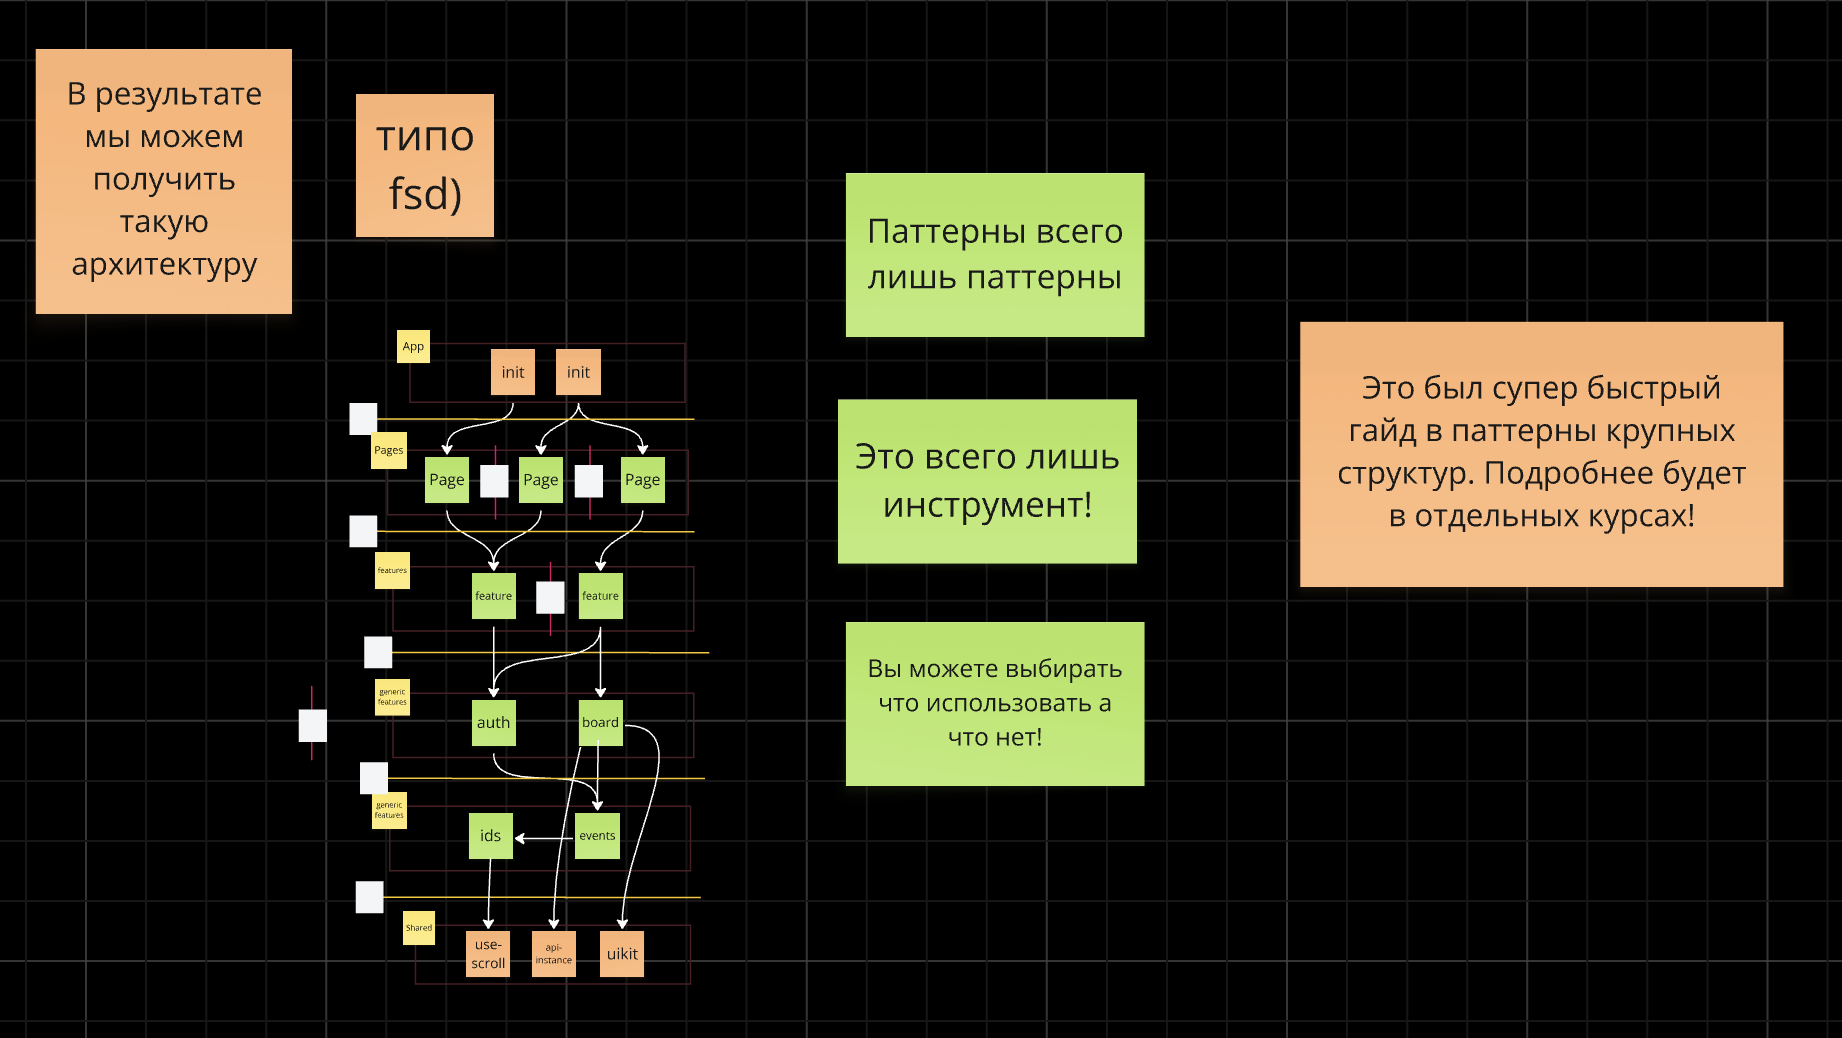 В результате
мы можем
получить
такую
архитектуру
типо
fsd)
App
init
init
Pages
Page
Page
Page
features
feature
feature
generic
features
auth
board
generic
features
ids
events
Shared
use-
scroll
api-
instance
uikit
Паттерны всего
лишь паттерны
Это всего лишь
инструмент!
Вы можете выбирать
что использовать а
что нет!
Это был супер быстрый
гайд в паттерны крупных
структур. Подробнее будет
в отдельных курсах!